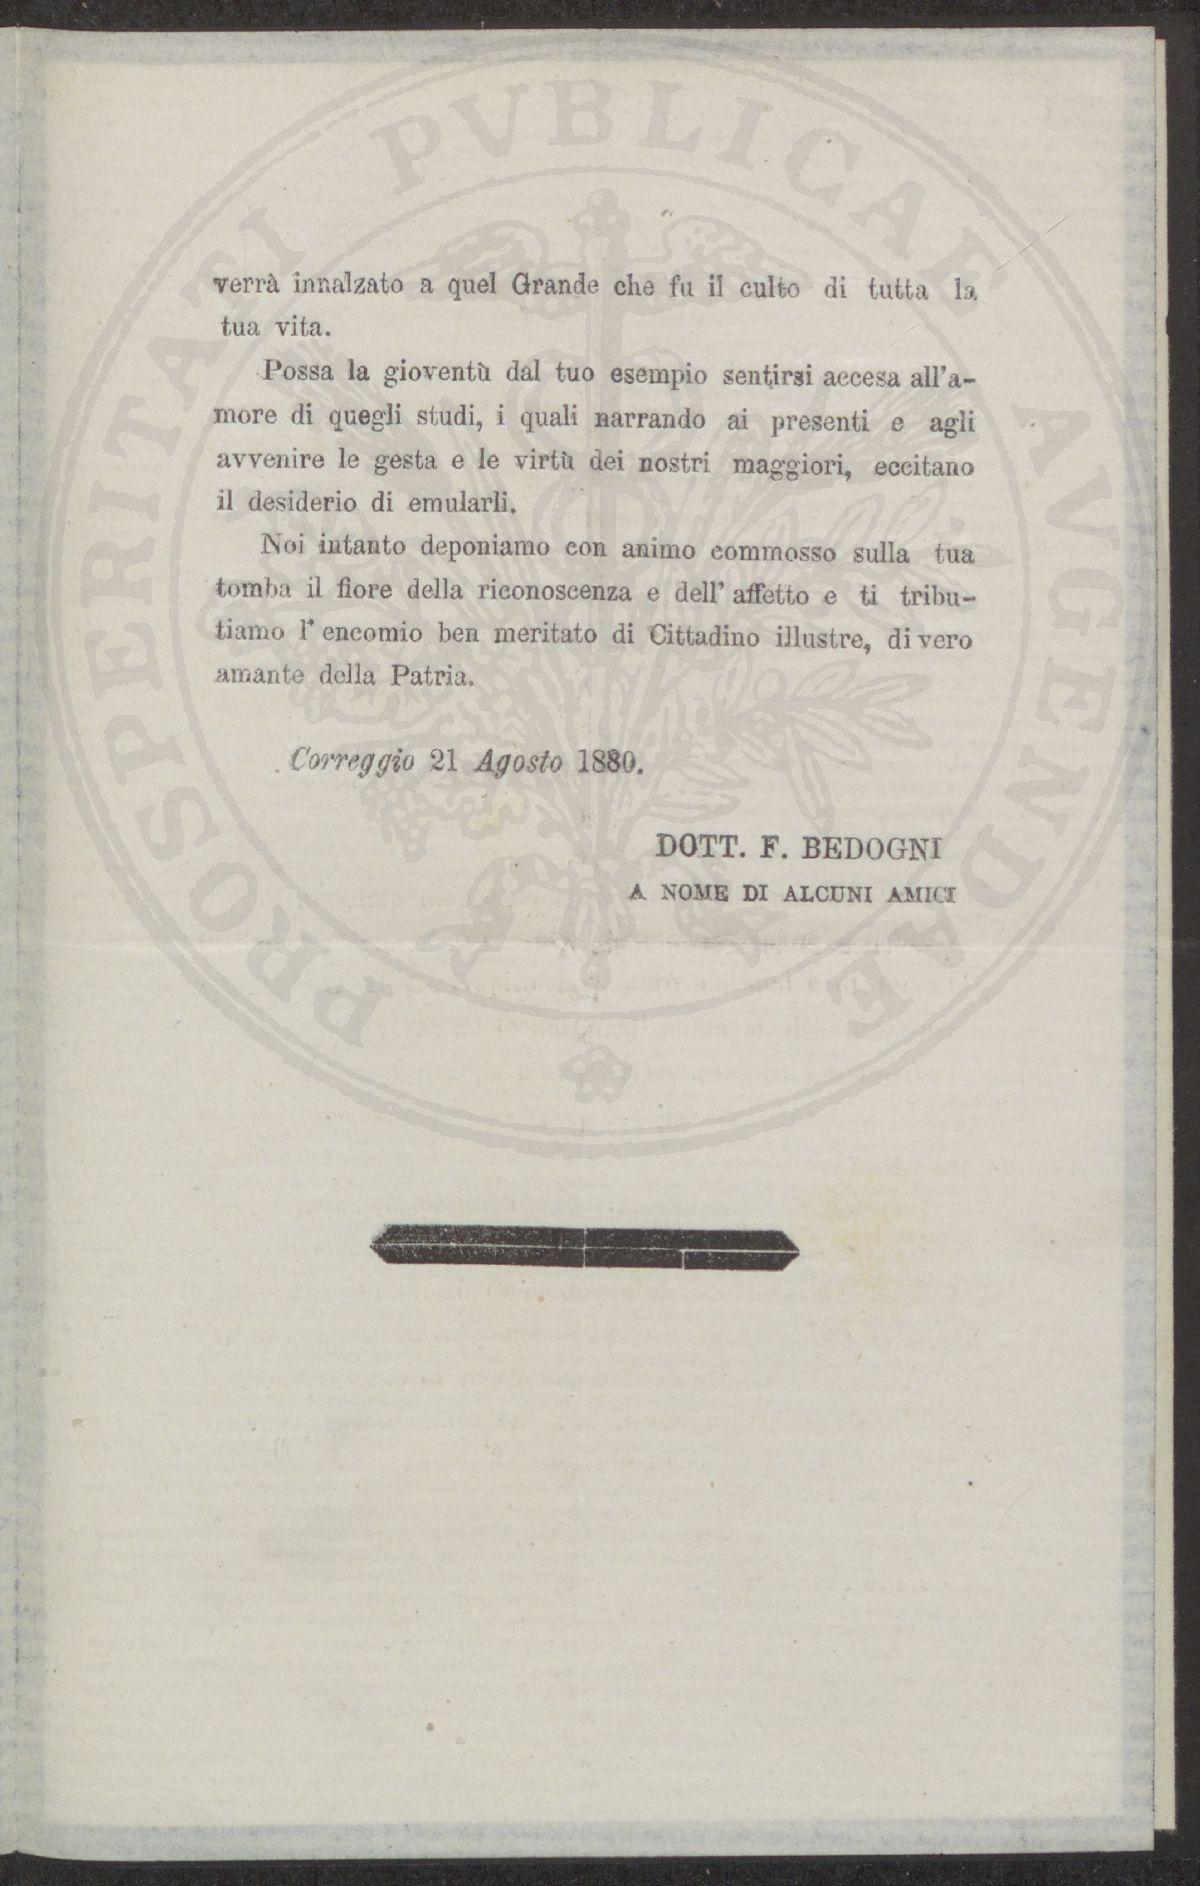 verrà innalzato a quel Grande che fu il culto di tutta la
tua vita.
Possa la gioventù dal tuo esempio sentirsi accesa all'a-
more di quegli studi, i quali narrando ai presenti e agli
avvenire le gesta e le virtù dei nostri maggiori, eccitano
il desiderio di emularli.
Noi intanto deponiamo con animo commosso sulla tua
tomba il fiore della riconoscenza e dell' affetto e ti tribu-
tiamo l' encomio ben meritato di Cittadino illustre, di vero
amante della Patria.
Correggio 21 Agosto 1880.
DOTT. F. BEDOGNI
A NOME DI ALCUNI AMICI
PROSPERITATI PVBLICAE AVGENDAE